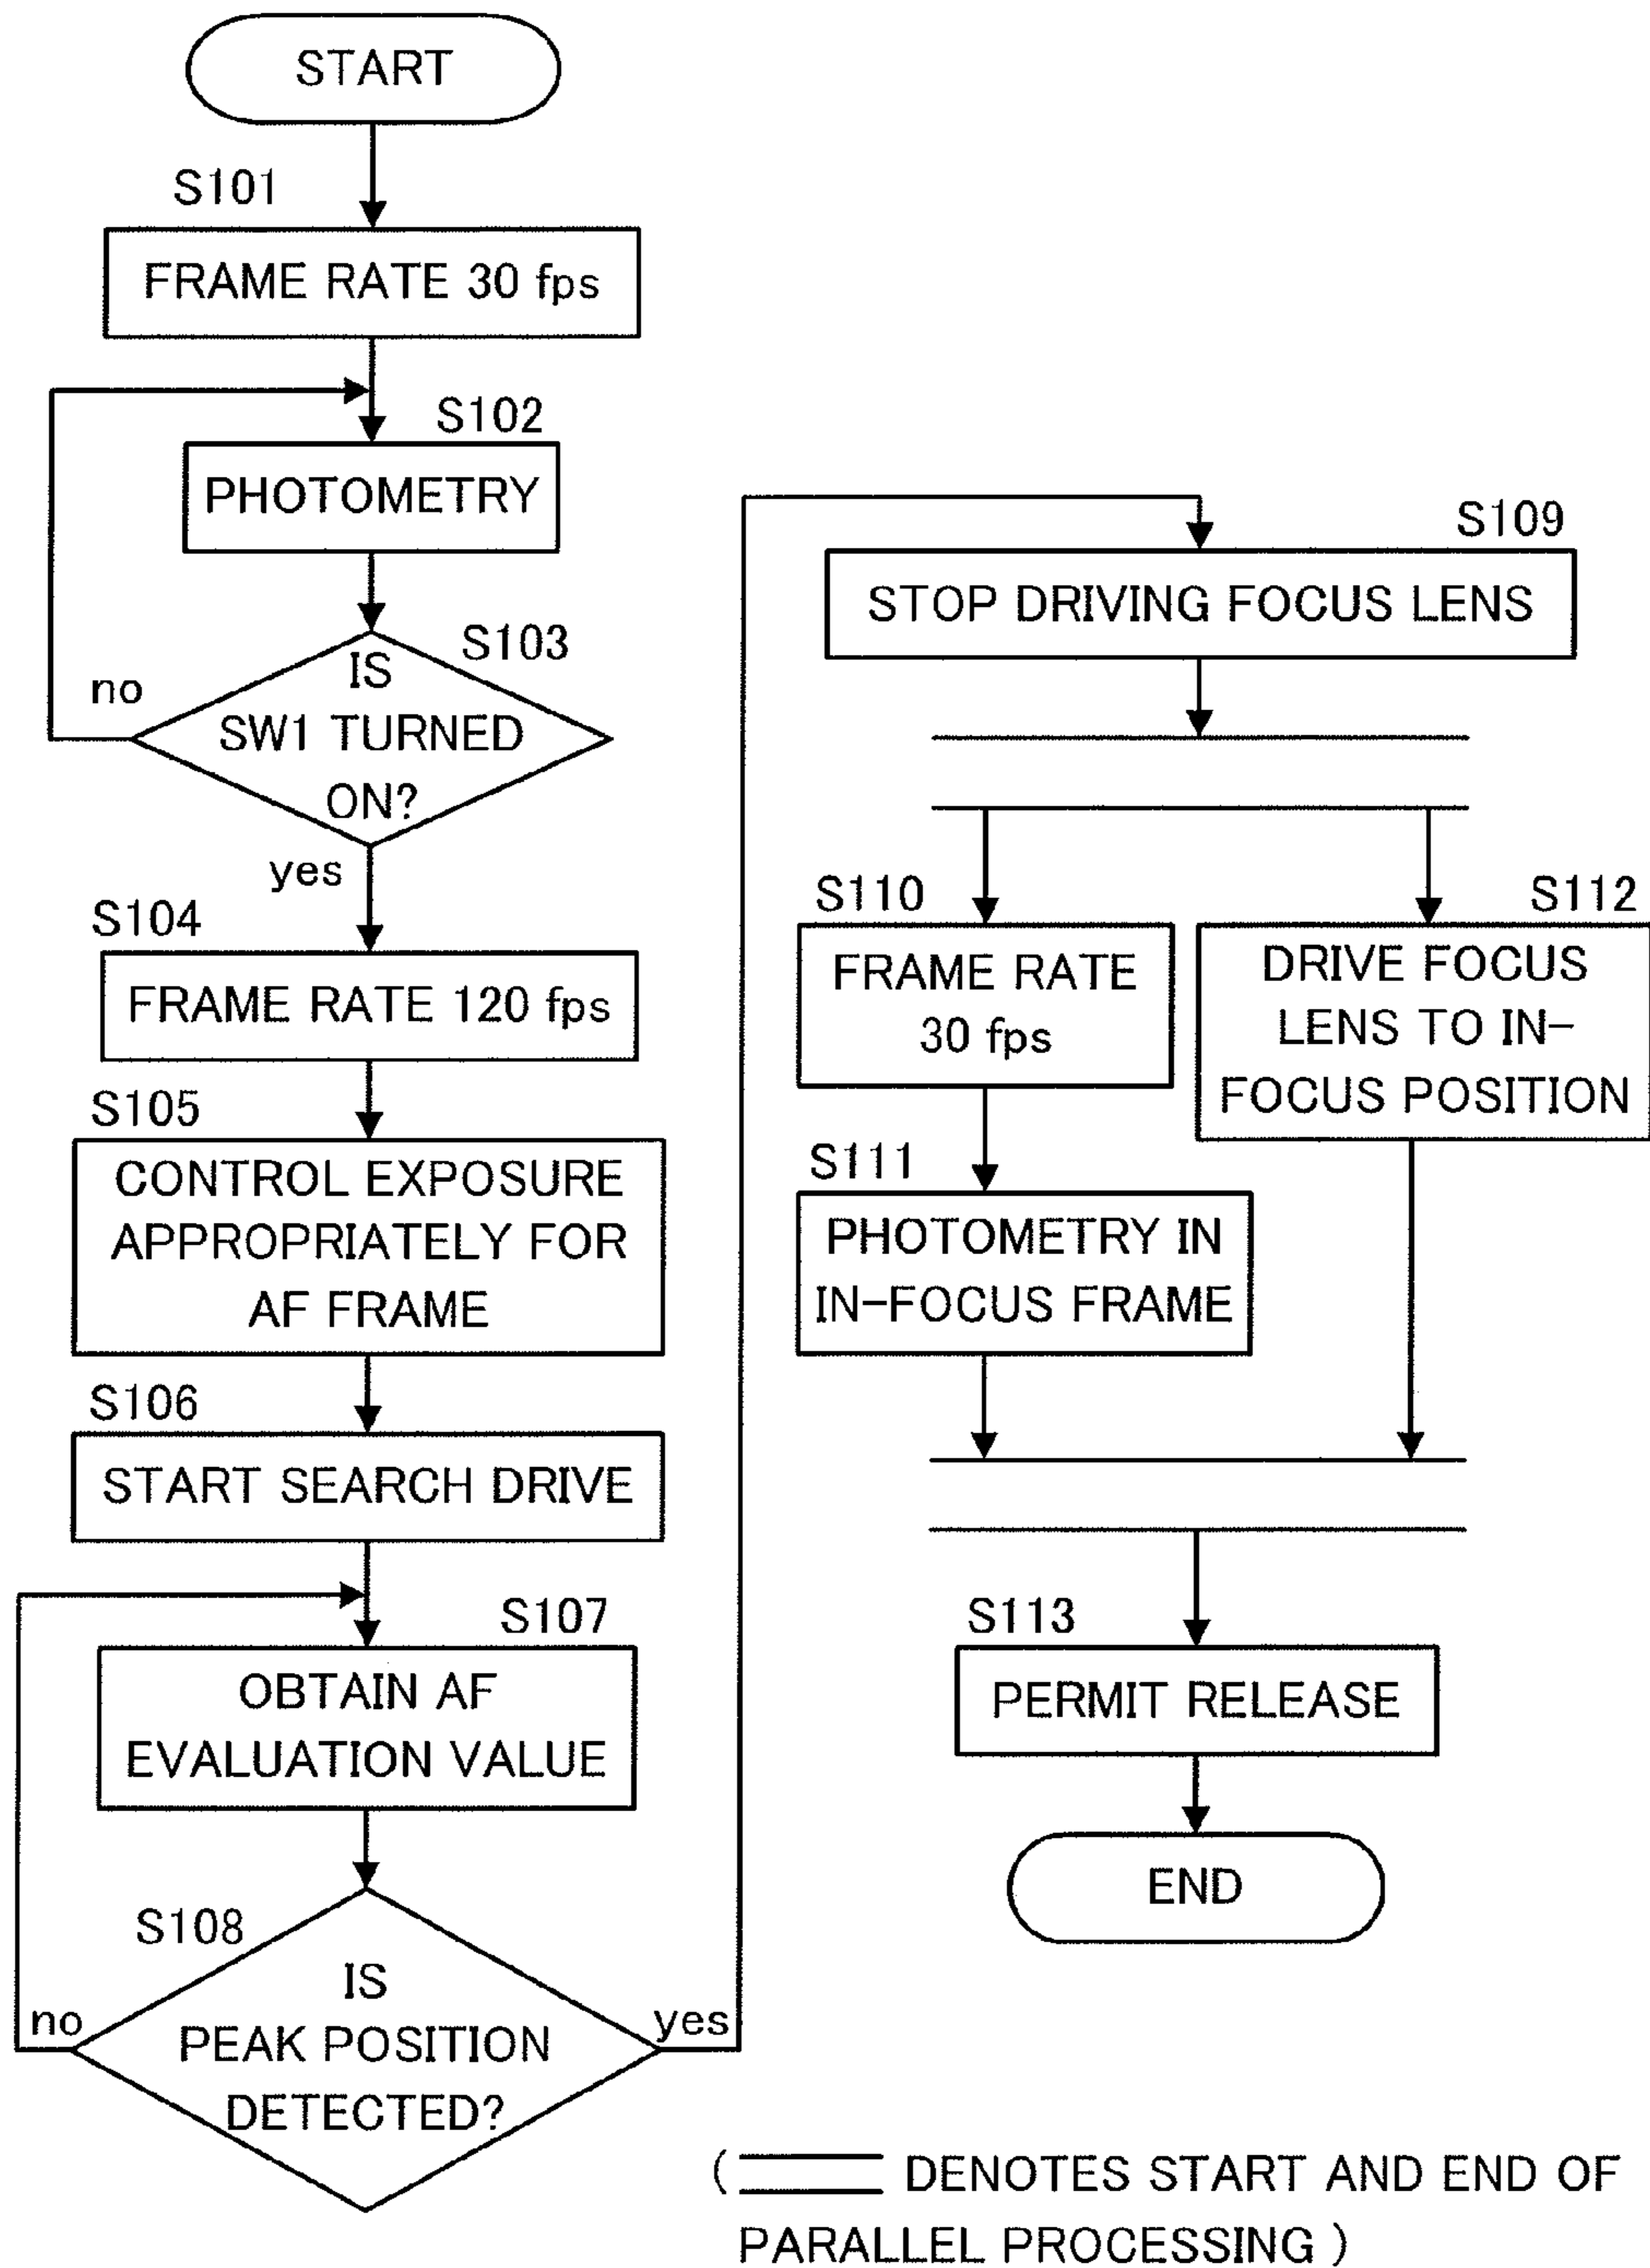 START
S101
FRAME RATE 30 fps
S102
PHOTOMETRY
S103
IS
SW1 TURNED
ON?
no
yes
S104
FRAME RATE 120 fps
S105
CONTROL EXPOSURE
APPROPRIATELY FOR
AF FRAME
S106
START SEARCH DRIVE
S107
OBTAIN AF
EVALUATION VALUE
S108
IS
PEAK POSITION
DETECTED?
no
yes
S109
STOP DRIVING FOCUS LENS
S110
FRAME RATE
30 fps
S111
PHOTOMETRY IN
IN-FOCUS FRAME
S112
DRIVE FOCUS
LENS TO IN-
FOCUS POSITION
S113
PERMIT RELEASE
END
( DENOTES START AND END OF
PARALLEL PROCESSING )